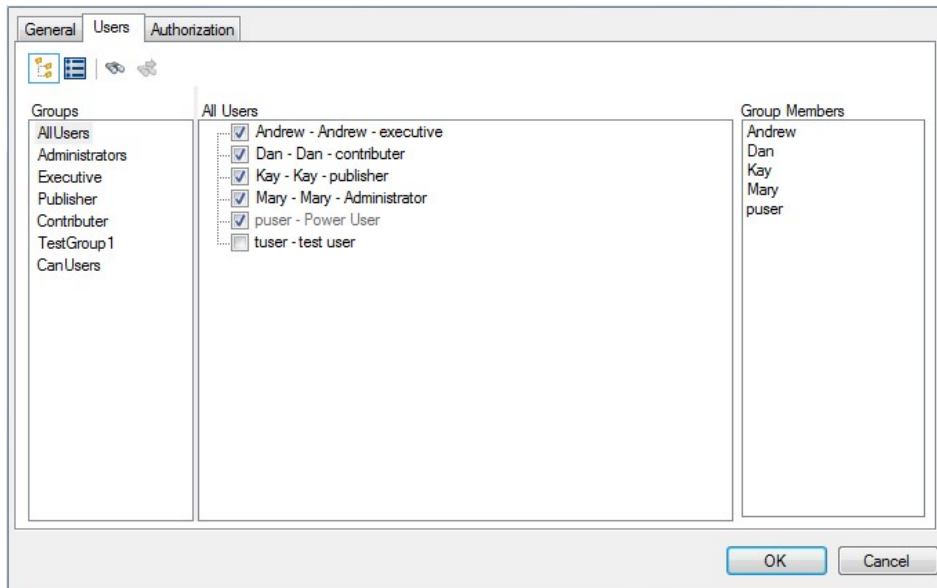 General Users Authorization
Groups
AllUsers
Administrators
Executive
Publisher
Contributer
TestGroup1
CanUsers
All Users
Andrew - Andrew - executive
Dan - Dan - contributer
Kay - Kay - publisher
Mary - Mary - Administrator
puser - Power User
tuser - test user
Group Members
Andrew
Dan
Kay
Mary
puser
OK Cancel